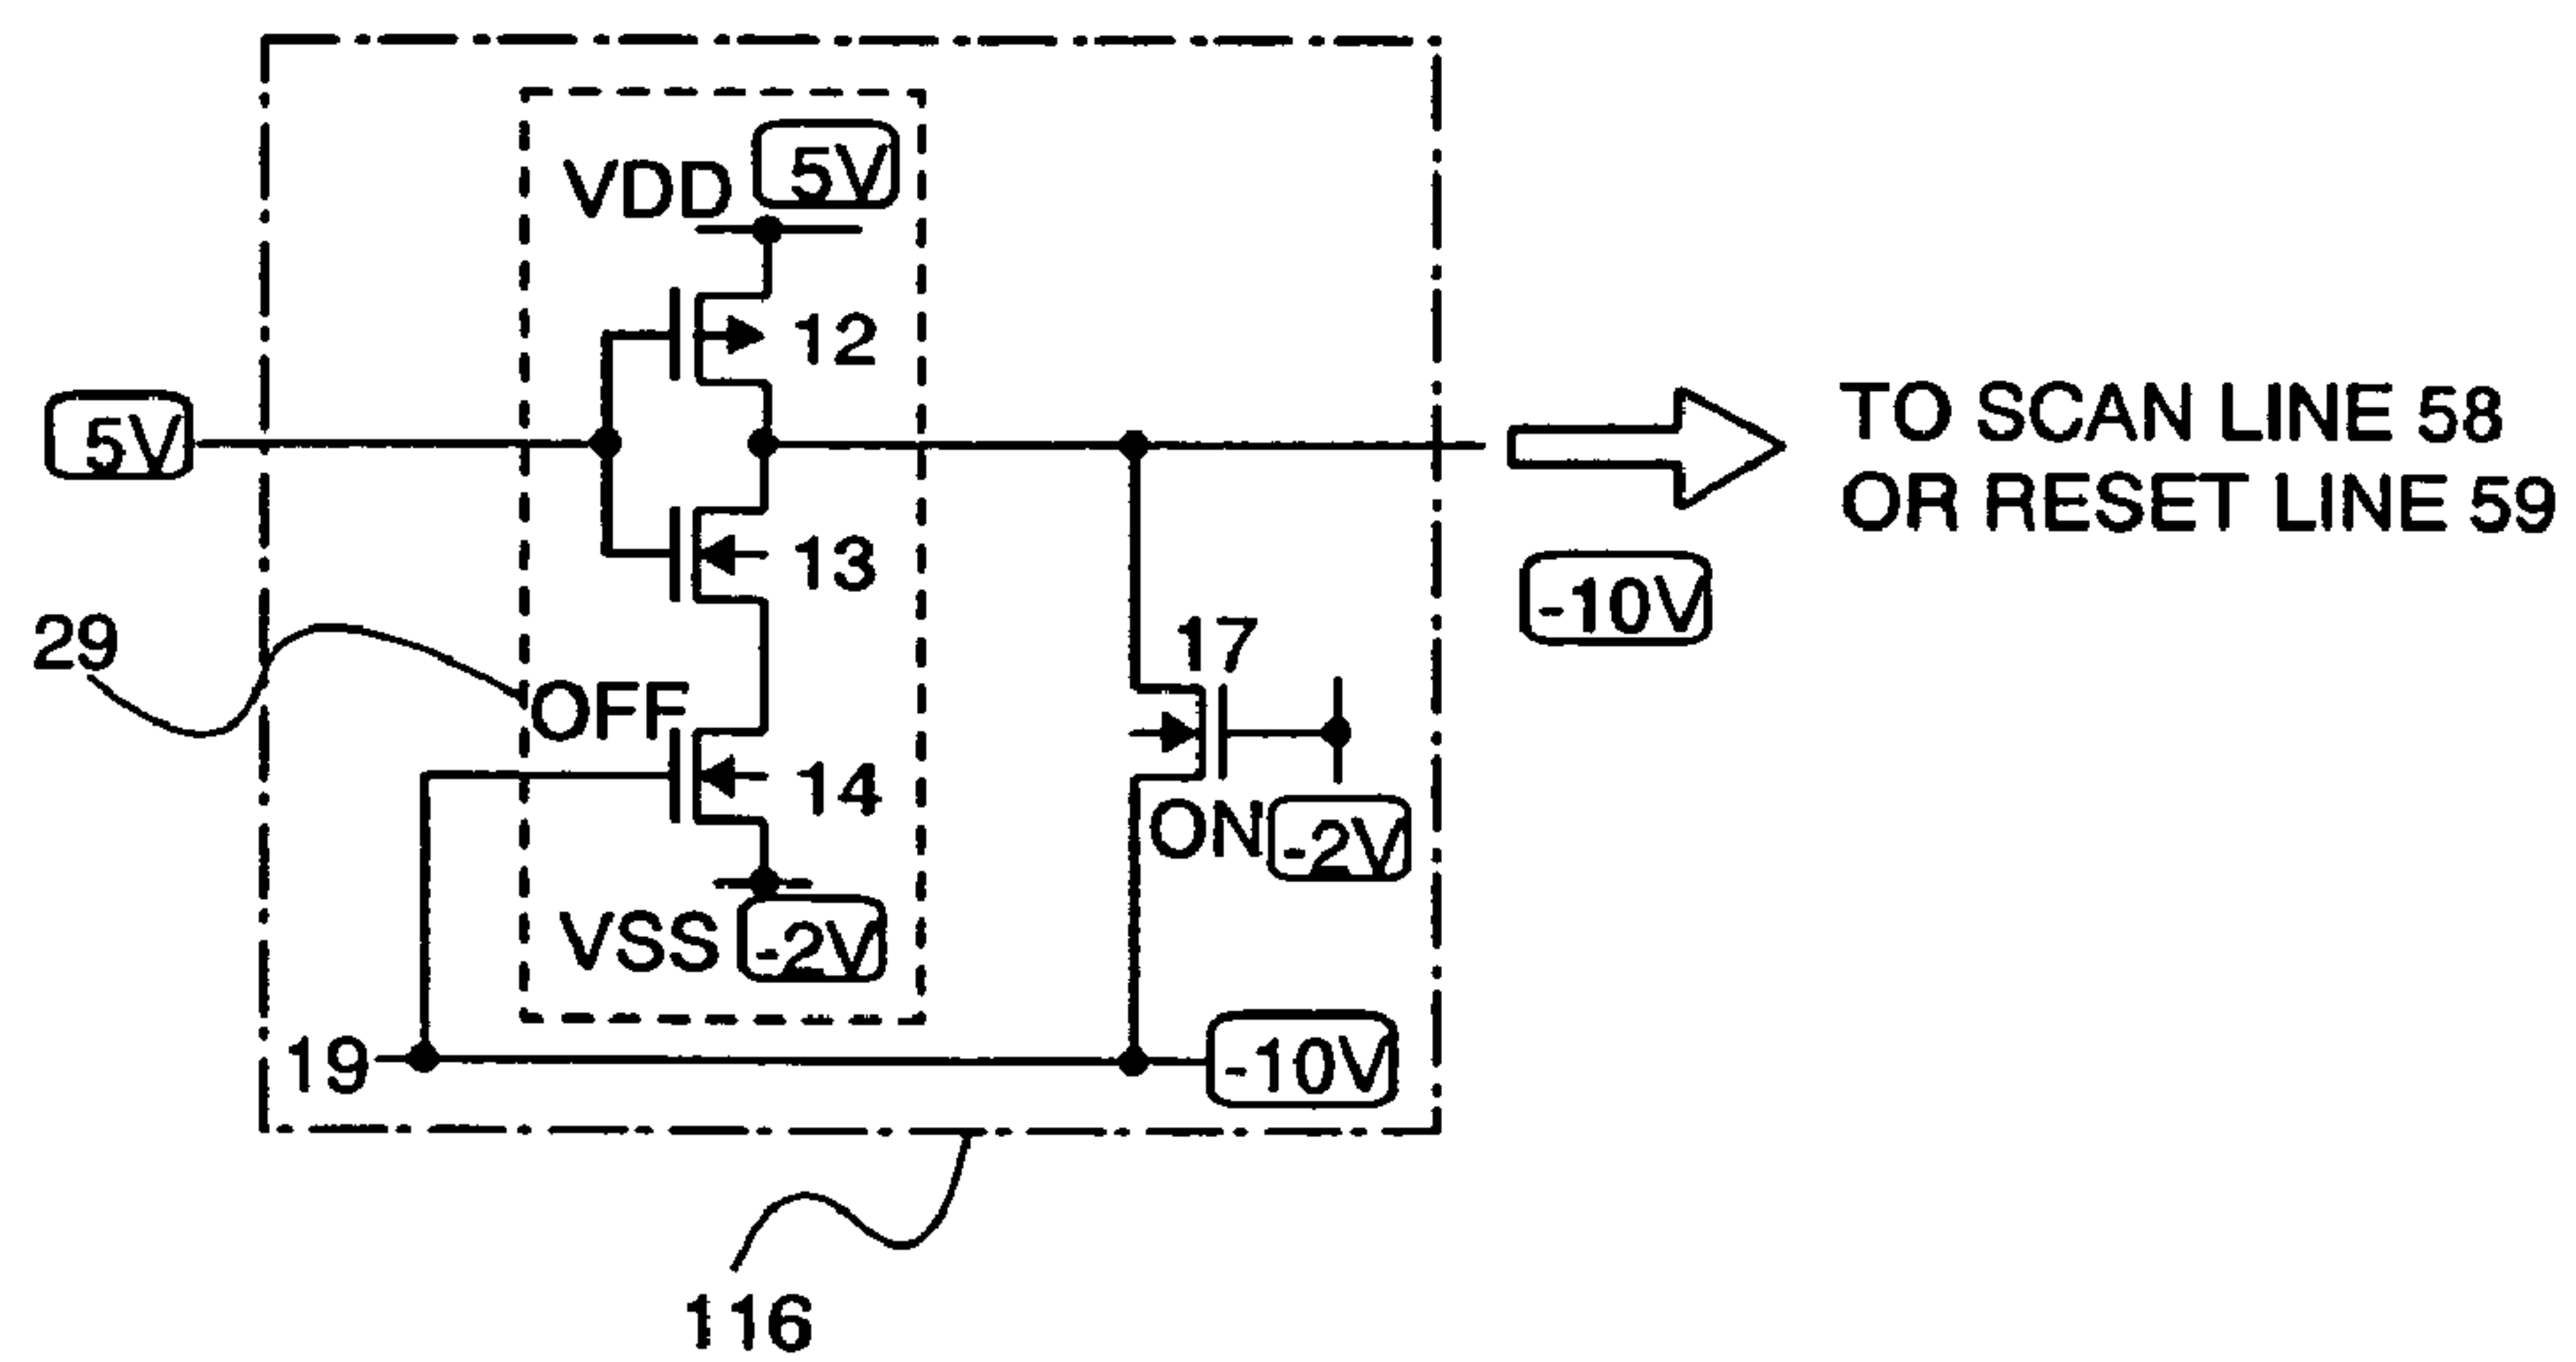 5V
VDD
12
5V
TO SCAN LINE 58
OR RESET LINE 59
13
-10V
29
17
OFF
14
ON
-2V
VSS
-2V
19
-10V
116